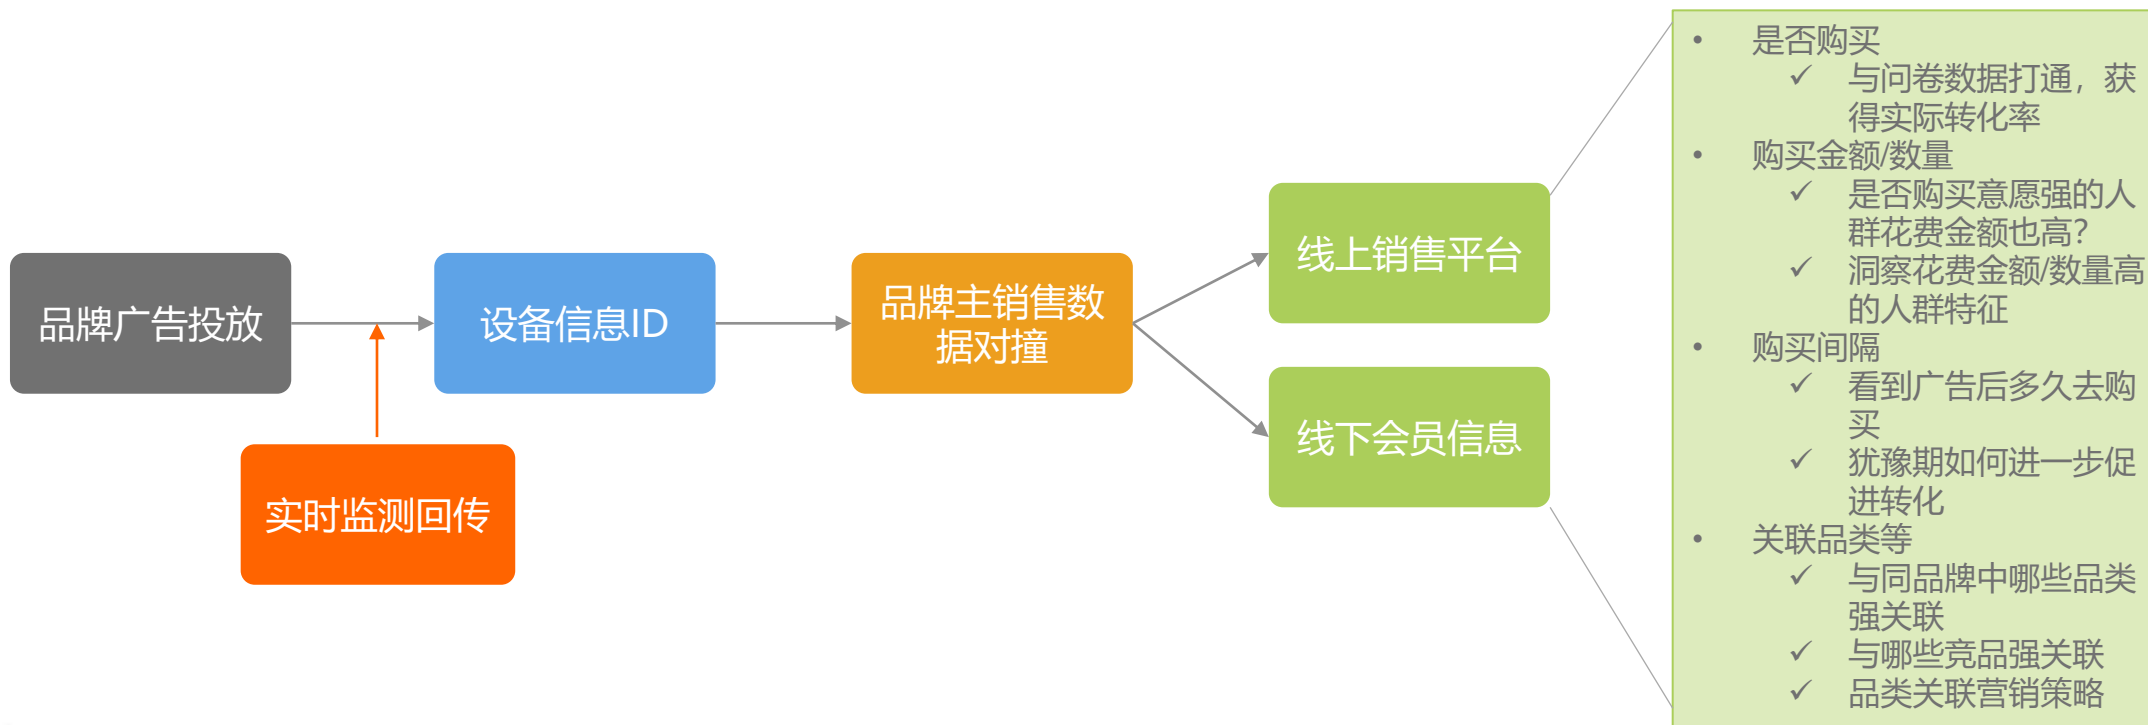 品牌广告投放
实时监测回传
设备信息ID
品牌主销售数
据对撞
线上销售平台
线下会员信息
• 是否购买
✓ 与问卷数据打通，获
得实际转化率
• 购买金额/数量
✓ 是否购买意愿强的人
群花费金额也高？
✓ 洞察花费金额/数量高
的人群特征
• 购买间隔
✓ 看到广告后多久去购
买
✓ 犹豫期如何进一步促
进转化
• 关联品类等
✓ 与同品牌中哪些品类
强关联
✓ 与哪些竞品强关联
✓ 品类关联营销策略